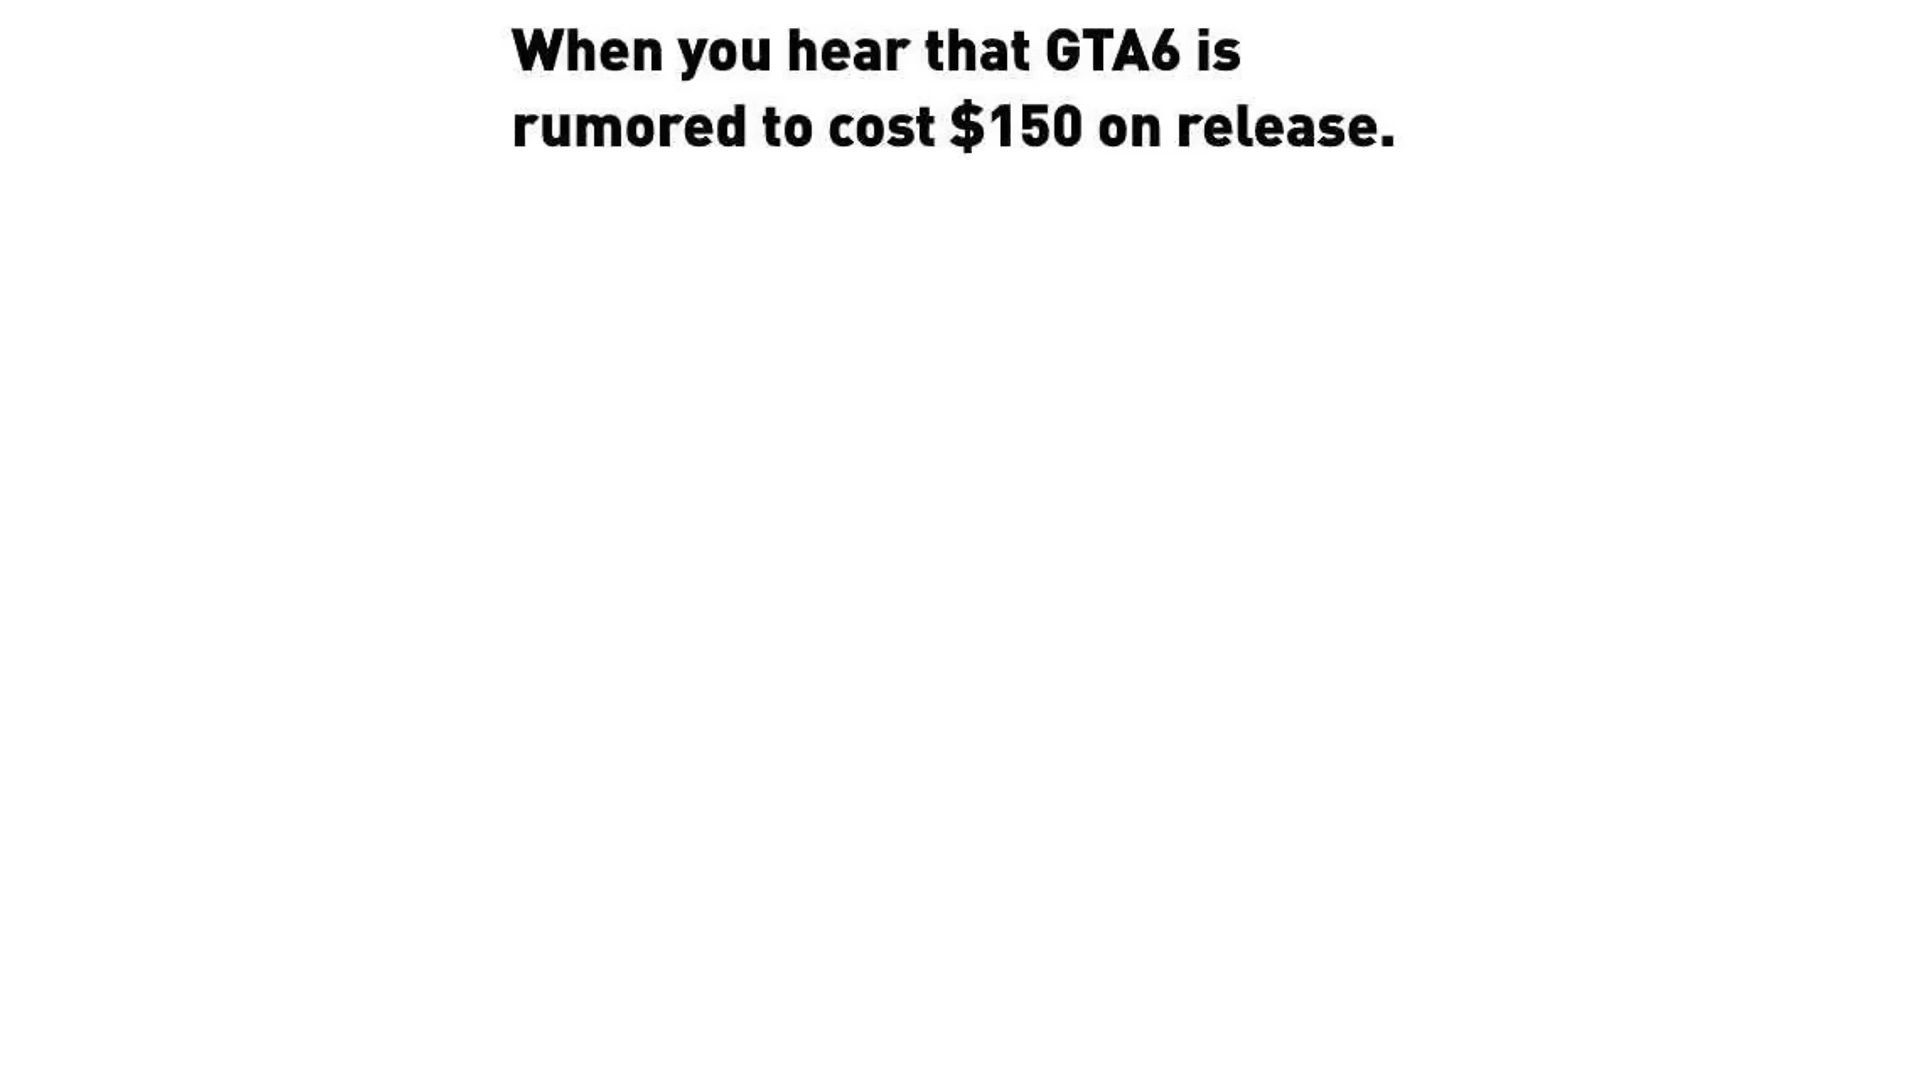 When you hear that GTA6 is
rumored to cost $150 on release.